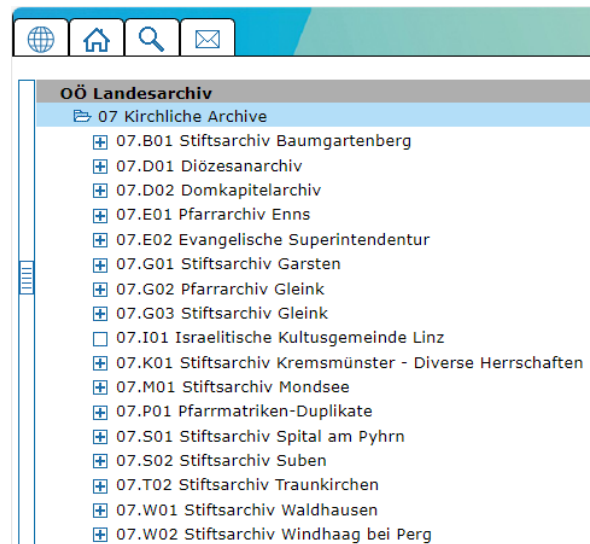 OÖ Landesarchiv
07 Kirchliche Archive
07.B01 Stiftsarchiv Baumgartenberg
07.D01 Diözesanarchiv
07.D02 Domkapitelarchiv
07.E01 Pfarrarchiv Enns
07.E02 Evangelische Superintendentur
07.G01 Stiftsarchiv Garsten
07.G02 Pfarrarchiv Gleink
07.G03 Stiftsarchiv Gleink
07.I01 Israelitische Kultusgemeinde Linz
07.K01 Stiftsarchiv Kremsmünster - Diverse Herrschaften
07.M01 Stiftsarchiv Mondsee
07.P01 Pfarrmatriken-Duplikate
07.S01 Stiftsarchiv Spital am Pyhrn
07.S02 Stiftsarchiv Suben
07.T02 Stiftsarchiv Traunkirchen
07.W01 Stiftsarchiv Waldhausen
07.W02 Stiftsarchiv Windhaag bei Perg